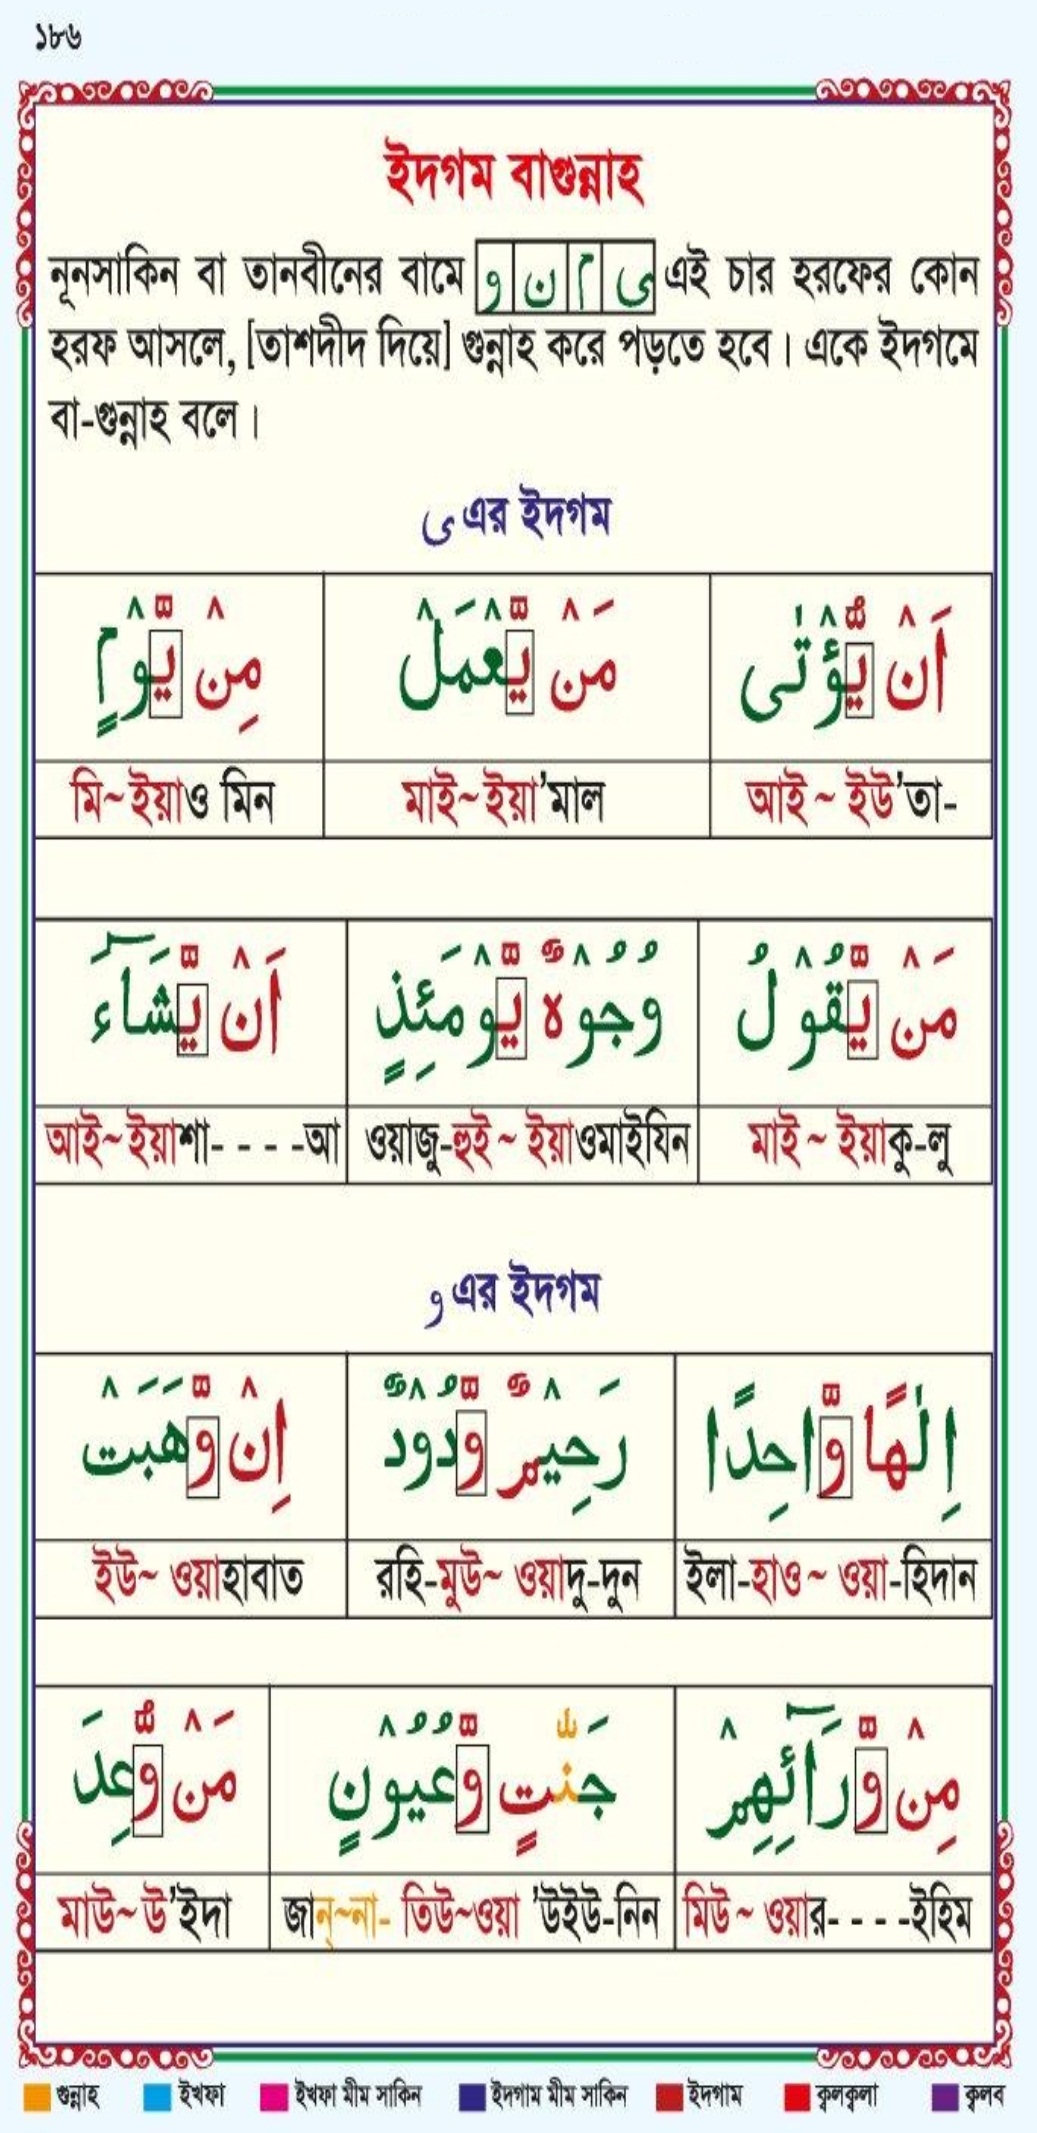 ১৮৬
ইদগম বাগুন্নাহ
নূনসাকিন বা তানবীনের বামে و ن م ی এই চার হরফের কোন
হরফ আসলে, [তাশদীদ দিয়ে] গুন্নাহ করে পড়তে হবে। একে ইদগমে
বা-গুন্নাহ বলে।
ی এর ইদগম
اَنْ یُّؤْتٰی مَنْ یَّعْمَلْ مِنْ یَّوْمٍ
মি~ইয়াও মিন মাই~ইয়া'মাল আই ~ ইউ'তা-
مَنْ یَّقُوْلُ وُجُوْهٌ یَّوْمَئِذٍ اَنْ یَّشَآءَ
আই~ইয়াশা- - - -আ ওয়াজু-হুই ~ ইয়াওমাইযিন মাই ~ ইয়াকু-লু
و এর ইদগম
اِلٰهًا وَّاحِدًا رَحِیْمٌ وَّدُوْدٌ اِنْ وَّهَبَتْ
ইউ~ ওয়াহাবাত রহি-মুউ~ ওয়াদু-দুন ইলা-হাও ~ ওয়া-হিদান
مِنْ وَّرَآئِهِمْ جَنّٰتٍ وَّعُیُوْنٍ مَنْ وُّعِدَ
মাউ~ উ'ইদা জান্~না- তিউ~ওয়া 'উইউ-নিন মিউ ~ ওয়ার- - - -ইহিম
গুন্নাহ ইখফা ইখফা মীম সাকিন ইদগাম মীম সাকিন ইদগাম ক্বলক্বলা ক্বলব